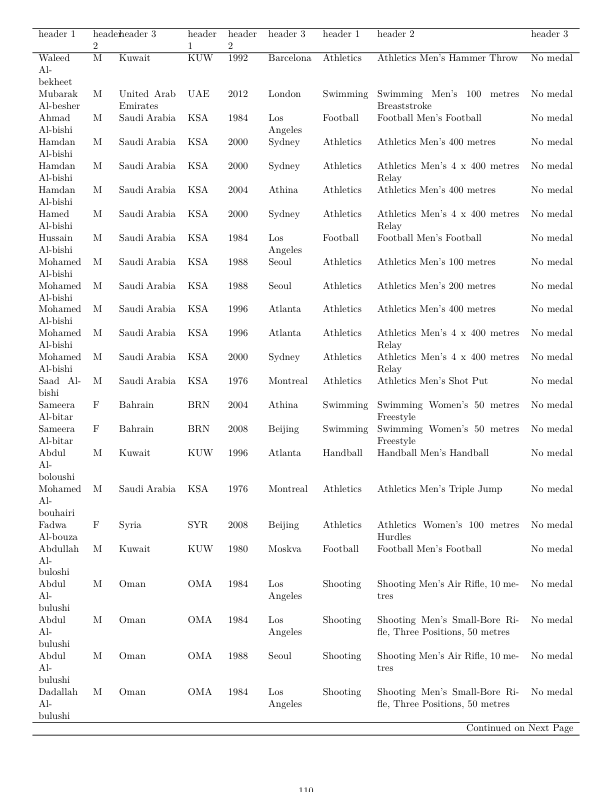 header 1 header header 3 header header header 3 header 1 header 2 header 3
2 1 2
Waleed M Kuwait KUW 1992 Barcelona Athletics Athletics Men's Hammer Throw No medal
Al-
bekheet
Mubarak M United Arab UAE 2012 London Swimming Swimming Men's 100 metres No medal
Al-besher Emirates Breaststroke
Ahmad M Saudi Arabia KSA 1984 Los Football Football Men's Football No medal
Al-bishi Angeles
Hamdan M Saudi Arabia KSA 2000 Sydney Athletics Athletics Men's 400 metres No medal
Al-bishi
Hamdan M Saudi Arabia KSA 2000 Sydney Athletics Athletics Men's 4 x 400 metres No medal
Al-bishi Relay
Hamdan M Saudi Arabia KSA 2004 Athina Athletics Athletics Men's 400 metres No medal
Al-bishi
Hamed M Saudi Arabia KSA 2000 Sydney Athletics Athletics Men's 4 x 400 metres No medal
Al-bishi Relay
Hussain M Saudi Arabia KSA 1984 Los Football Football Men's Football No medal
Al-bishi Angeles
Mohamed M Saudi Arabia KSA 1988 Seoul Athletics Athletics Men's 100 metres No medal
Al-bishi
Mohamed M Saudi Arabia KSA 1988 Seoul Athletics Athletics Men's 200 metres No medal
Al-bishi
Mohamed M Saudi Arabia KSA 1996 Atlanta Athletics Athletics Men's 400 metres No medal
Al-bishi
Mohamed M Saudi Arabia KSA 1996 Atlanta Athletics Athletics Men's 4 x 400 metres No medal
Al-bishi Relay
Mohamed M Saudi Arabia KSA 2000 Sydney Athletics Athletics Men's 4 x 400 metres No medal
Al-bishi Relay
Saad Al- M Saudi Arabia KSA 1976 Montreal Athletics Athletics Men's Shot Put No medal
bishi
Sameera F Bahrain BRN 2004 Athina Swimming Swimming Women's 50 metres No medal
Al-bitar Freestyle
Sameera F Bahrain BRN 2008 Beijing Swimming Swimming Women's 50 metres No medal
Al-bitar Freestyle
Abdul M Kuwait KUW 1996 Atlanta Handball Handball Men's Handball No medal
Al-
boloushi
Mohamed M Saudi Arabia KSA 1976 Montreal Athletics Athletics Men's Triple Jump No medal
Al-
bouhairi
Fadwa F Syria SYR 2008 Beijing Athletics Athletics Women's 100 metres No medal
Al-bouza Hurdles
Abdullah M Kuwait KUW 1980 Moskva Football Football Men's Football No medal
Al-
buloshi
Abdul M Oman OMA 1984 Los Shooting Shooting Men's Air Rifle, 10 me- No medal
Al- Angeles tres
bulushi
Abdul M Oman OMA 1984 Los Shooting Shooting Men's Small-Bore Ri- No medal
Al- Angeles fle, Three Positions, 50 metres
bulushi
Abdul M Oman OMA 1988 Seoul Shooting Shooting Men's Air Rifle, 10 me- No medal
Al- tres
bulushi
Dadallah M Oman OMA 1984 Los Shooting Shooting Men's Small-Bore Ri- No medal
Al- Angeles fle, Three Positions, 50 metres
bulushi
Continued on Next Page
110